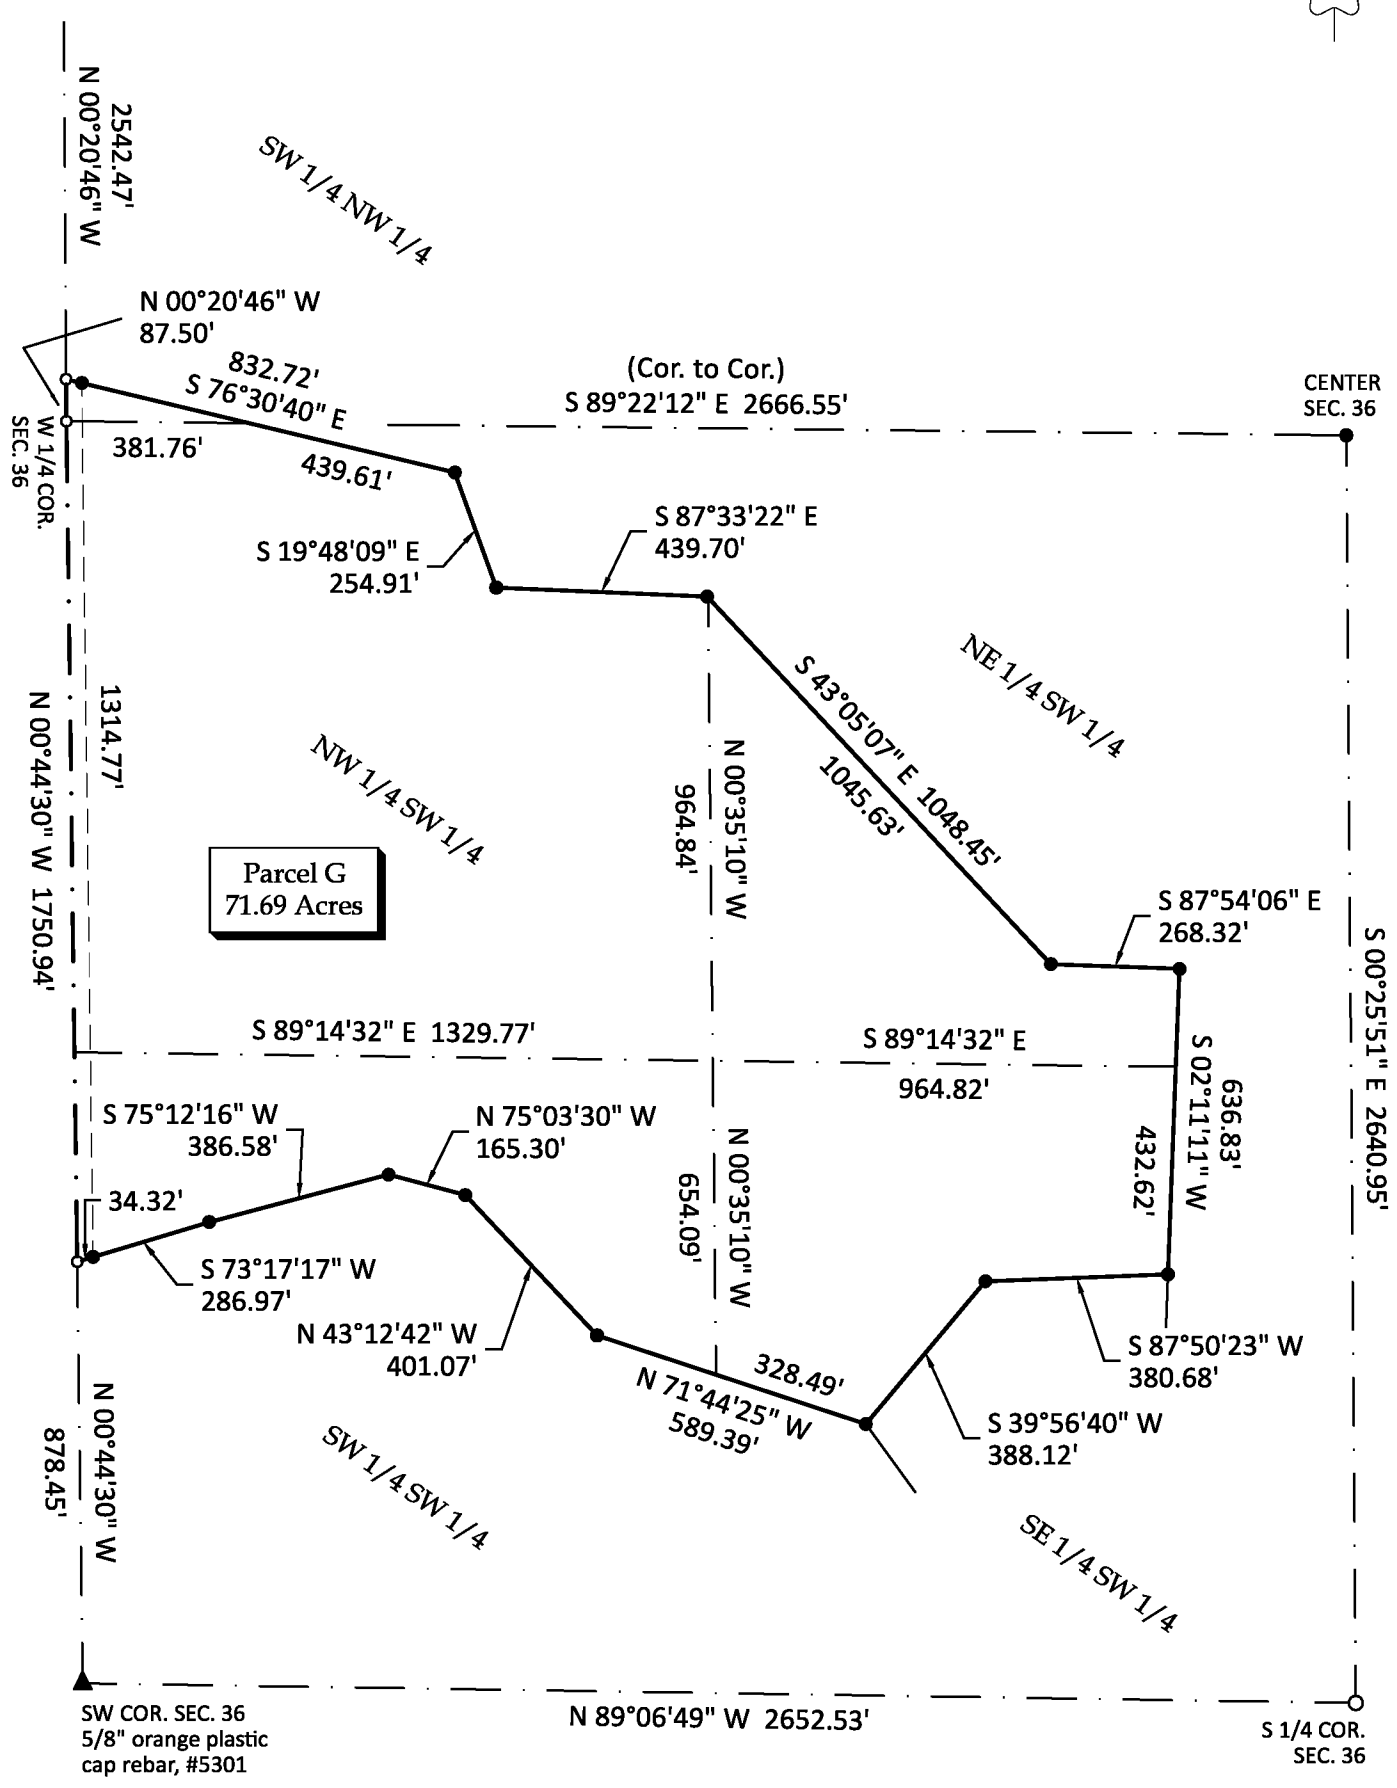 2542.47'
N 00°20'46" W
SW 1/4 NW 1/4
N 00°20'46" W
87.50'
832.72'
S 76°30'40" E
(Cor. to Cor.)
S 89°22'12" E 2666.55'
CENTER
SEC. 36
W 1/4 COR.
SEC. 36
381.76'
439.61'
S 87°33'22" E
439.70'
S 19°48'09" E
254.91'
NE 1/4 SW 1/4
S 43°05'07" E 1048.45'
1045.63'
1314.77'
N 00°44'30" W 1750.94'
NW 1/4 SW 1/4
N 00°35'10" W
964.84'
Parcel G
71.69 Acres
S 87°54'06" E
268.32'
S 00°25'51" E 2640.95'
S 89°14'32" E 1329.77'
S 89°14'32" E
964.82'
636.83'
S 02°11'11" W
432.62'
S 75°12'16" W
386.58'
N 75°03'30" W
165.30'
N 00°35'10" W
654.09'
34.32'
S 73°17'17" W
286.97'
N 43°12'42" W
401.07'
328.49'
N 71°44'25" W
589.39'
S 87°50'23" W
380.68'
S 39°56'40" W
388.12'
N 00°44'30" W
878.45'
SW 1/4 SW 1/4
SE 1/4 SW 1/4
SW COR. SEC. 36
5/8" orange plastic
cap rebar, #5301
N 89°06'49" W 2652.53'
S 1/4 COR.
SEC. 36